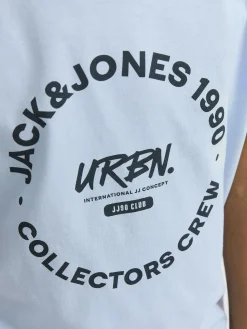 · JACK&JONES 1990 ·
URBN.
INTERNATIONAL JJ CONCEPT
JJ90 CLUB
COLLECTORS CREW